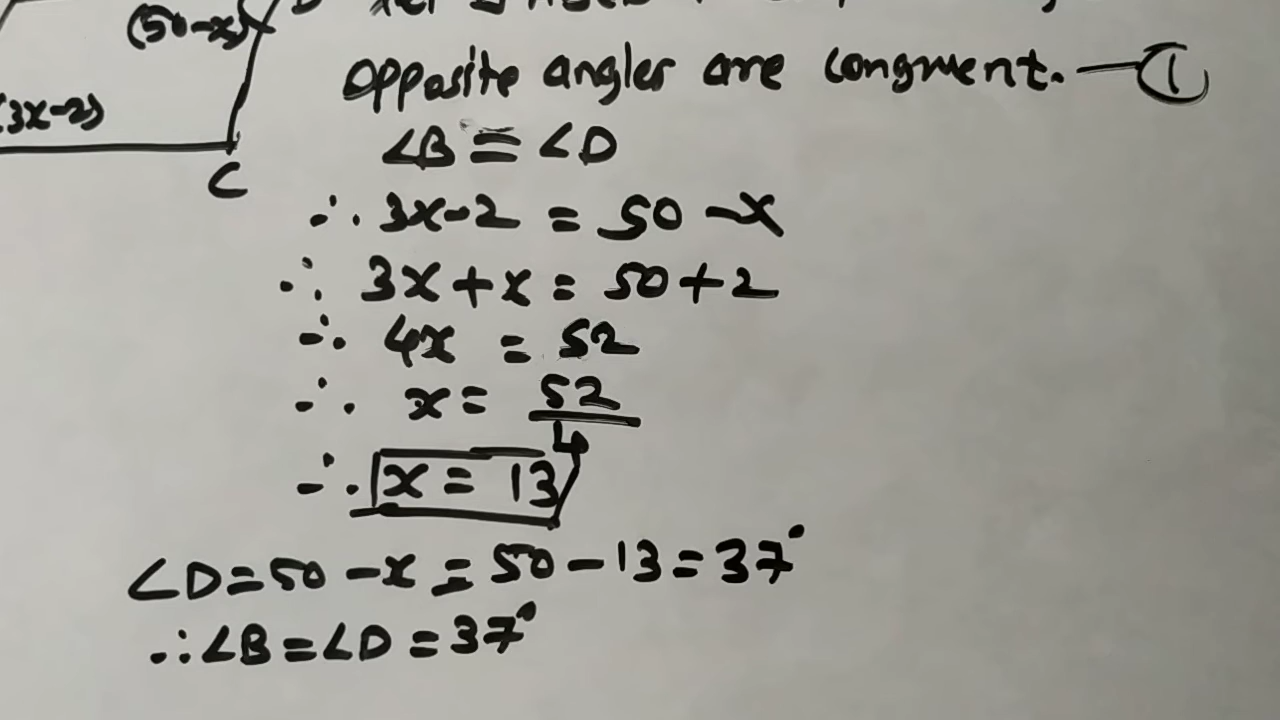 (50-x)
(3x-2)
C
opposite angles are congruent. — ①
∠B ≅ ∠D
∴ 3x-2 = 50 -x
∴ 3x + x = 50+2
∴ 4x = 52
∴ x = 52/4
∴ x = 13
∠D = 50 -x = 50 - 13 = 37°
∴ ∠B = ∠D = 37°